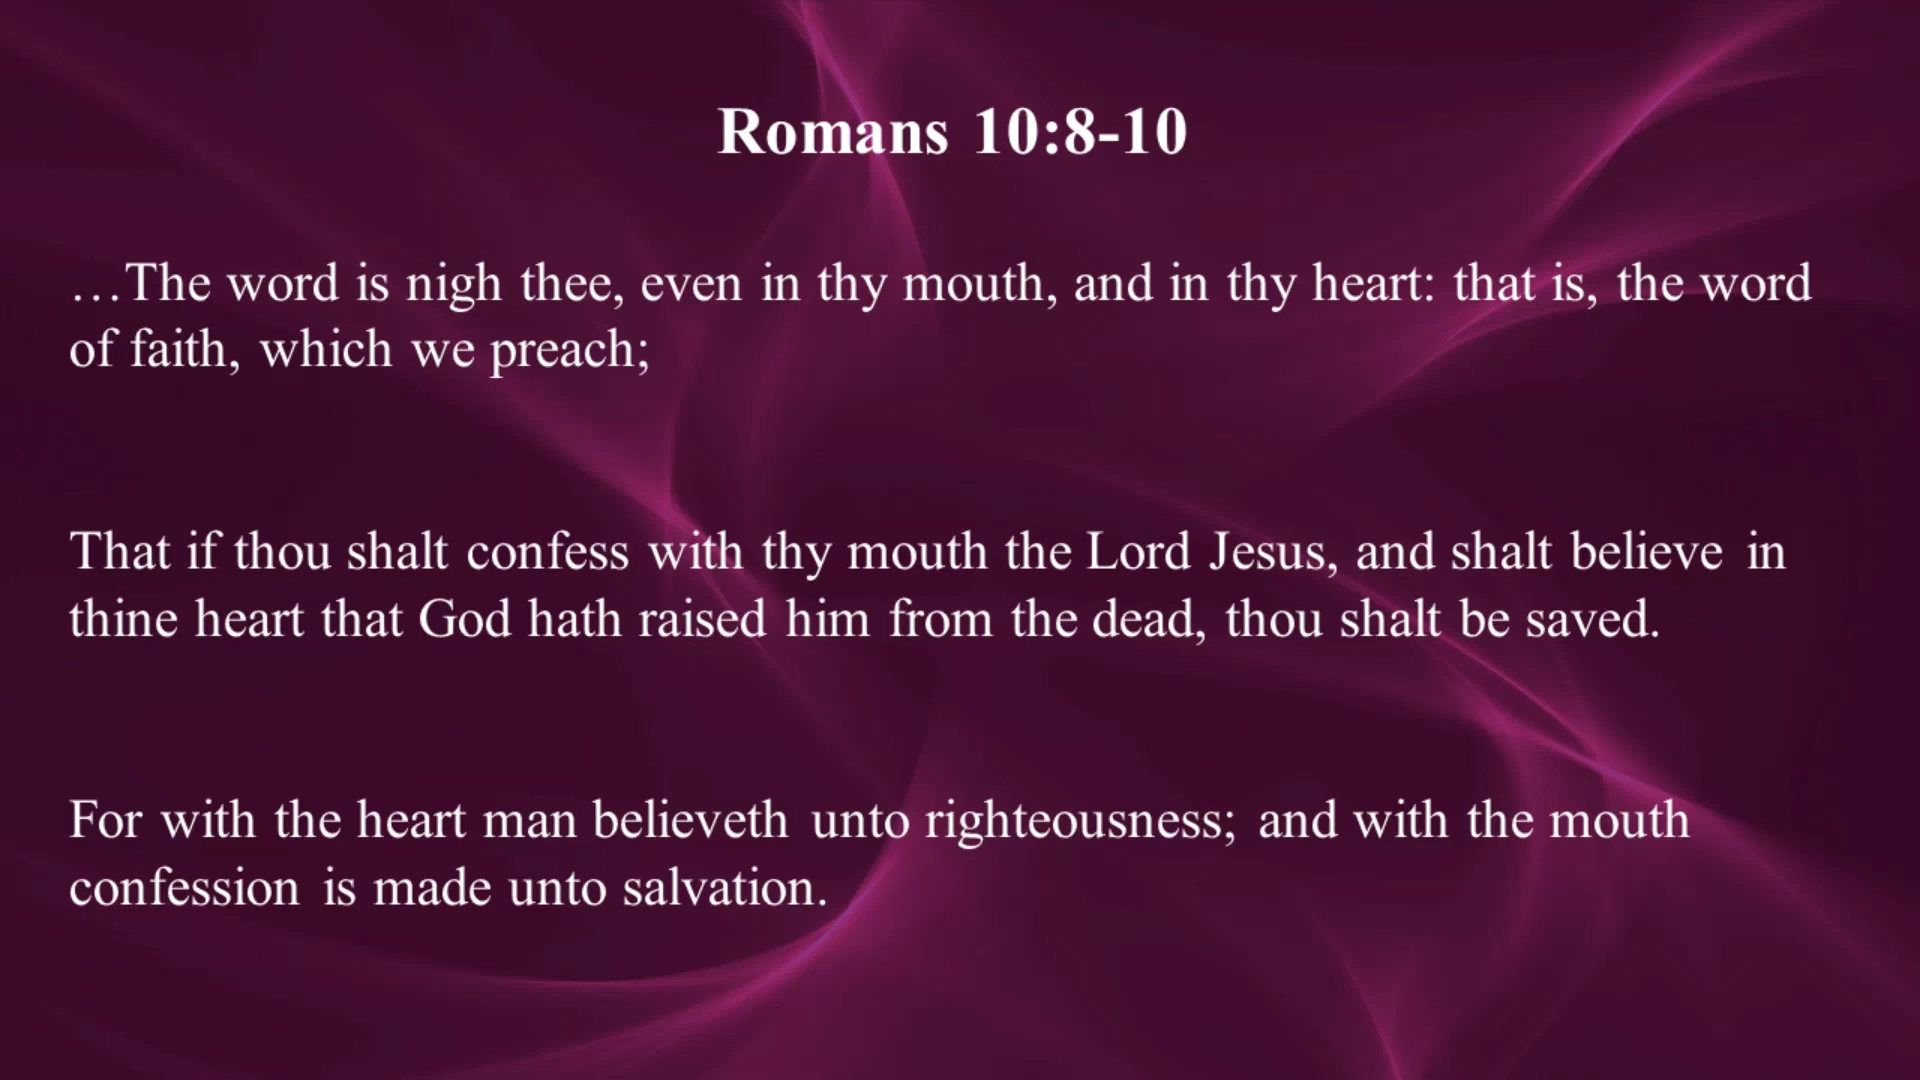 Romans 10:8-10
…The word is nigh thee, even in thy mouth, and in thy heart: that is, the word
of faith, which we preach;
That if thou shalt confess with thy mouth the Lord Jesus, and shalt believe in
thine heart that God hath raised him from the dead, thou shalt be saved.
For with the heart man believeth unto righteousness; and with the mouth
confession is made unto salvation.